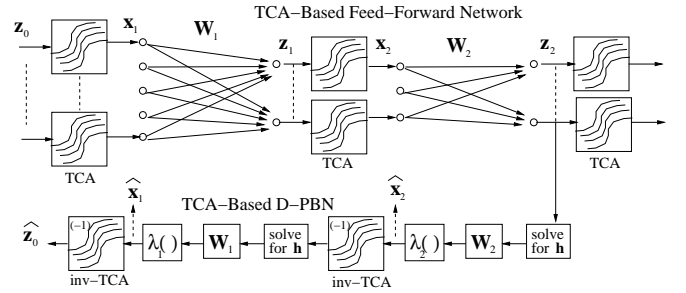 TCA−Based Feed−Forward Network
z0 x1 W1 z1 x2 W2 z2
TCA TCA TCA
x̂1 TCA−Based D−PBN x̂2
ẑ0 (−1) λ1( ) W1 solve for h (−1) λ2( ) W2 solve for h
inv−TCA inv−TCA